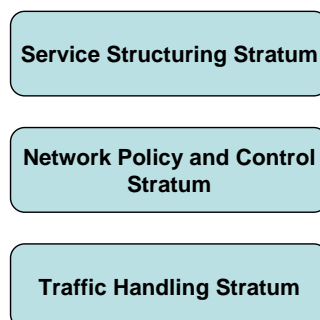 Service Structuring Stratum
Network Policy and Control
Stratum
Traffic Handling Stratum